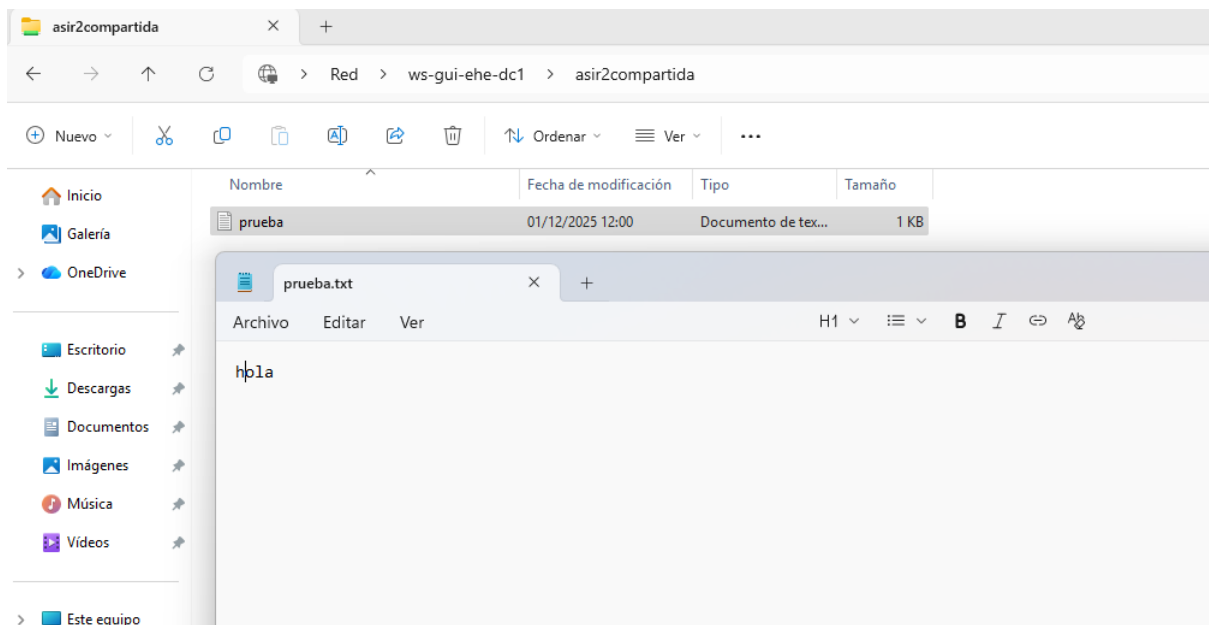 asir2compartida
Red > ws-gui-ehe-dc1 > asir2compartida
Nuevo
Ordenar
Ver
Inicio
Galería
OneDrive
Escritorio
Descargas
Documentos
Imágenes
Música
Vídeos
Este equipo
Nombre Fecha de modificación Tipo Tamaño
prueba 01/12/2025 12:00 Documento de tex... 1 KB
prueba.txt
Archivo Editar Ver H1 B I
hola